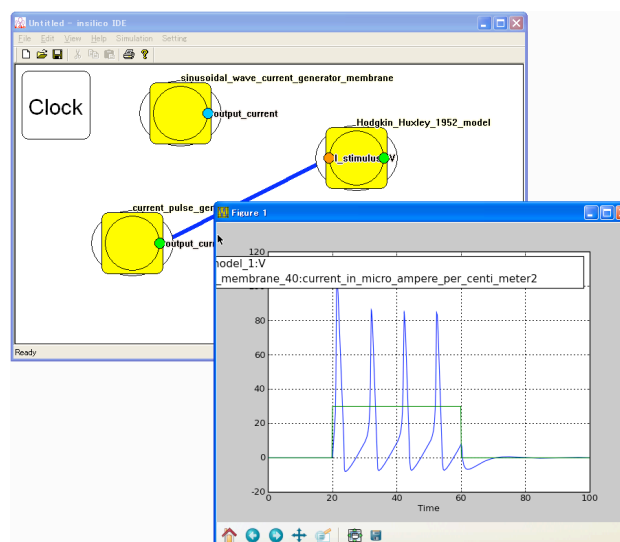 Untitled - insilico IDE
File Edit View Help Simulation Setting
Clock
_sinusoidal_wave_current_generator_membrane
output_current
_Hodgkin_Huxley_1952_model
I_stimulus
V
_current_pulse_gen
output_curr
Ready
Figure 1
120
model_1:V
_membrane_40:current_in_micro_ampere_per_centi_meter2
80
60
40
20
0
-20
0 20 40 60 80 100
Time